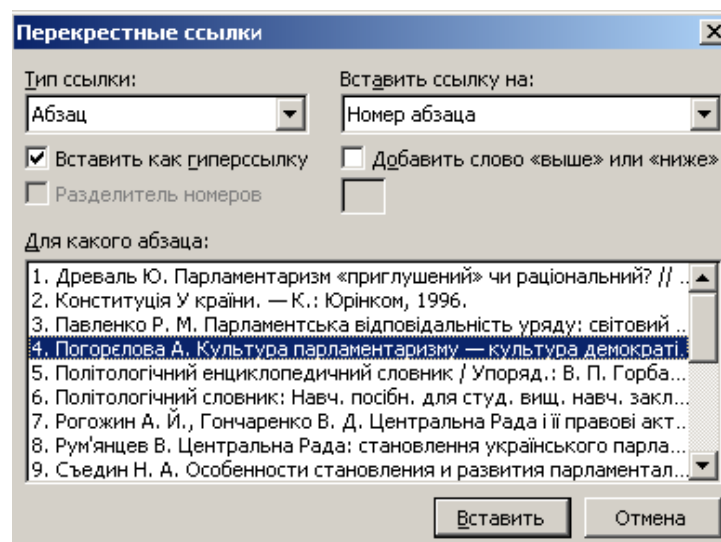 Перекрестные ссылки
Тип ссылки: Вставить ссылку на:
Абзац Номер абзаца
Вставить как гиперссылку Добавить слово «выше» или «ниже»
Разделитель номеров
Для какого абзаца:
1. Древаль Ю. Парламентаризм «приглушений» чи раціональний? // ...
2. Конституція У країни. — К.: Юрінком, 1996.
3. Павленко Р. М. Парламентська відповідальність уряду: світовий ...
4. Погорєлова А. Культура парламентаризму — культура демократі...
5. Політологічний енциклопедичний словник / Упоряд.: В. П. Горба...
6. Політологічний словник: Навч. посібн. для студ. вищ. навч. закл...
7. Рогожин А. Й., Гончаренко В. Д. Центральна Рада і її правові акт...
8. Рум'янцев В. Центральна Рада: становлення українського парла...
9. Съедин Н. А. Особенности становления и развития парламентал...
Вставить Отмена